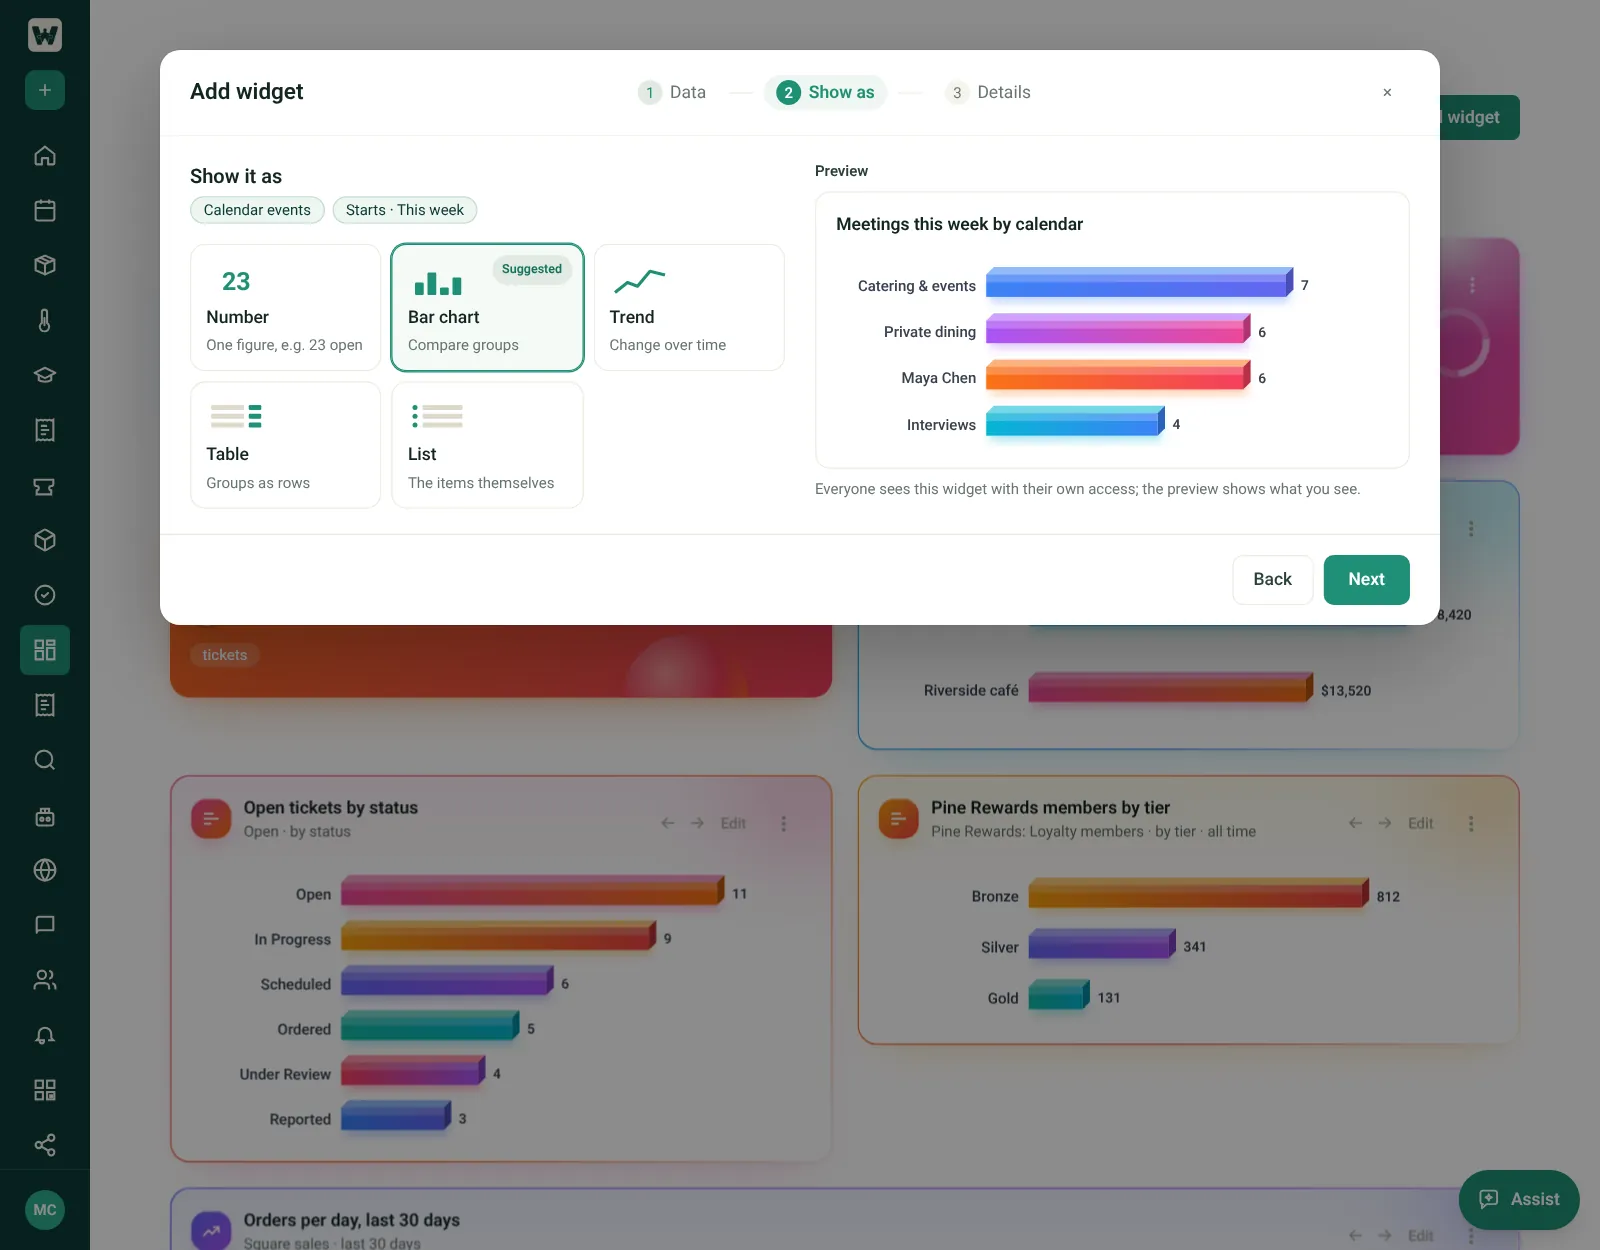 W
+
Add widget
1 Data
2 Show as
3 Details
×
widget
Show it as
Calendar events
Starts · This week
23
Number
One figure, e.g. 23 open
Suggested
Bar chart
Compare groups
Trend
Change over time
Table
Groups as rows
List
The items themselves
Preview
Meetings this week by calendar
Catering & events 7
Private dining 6
Maya Chen 6
Interviews 4
Everyone sees this widget with their own access; the preview shows what you see.
Back
Next
tickets
8,420
Riverside café $13,520
Open tickets by status
Open · by status
← → Edit
Open 11
In Progress 9
Scheduled 6
Ordered 5
Under Review 4
Reported 3
Pine Rewards members by tier
Pine Rewards: Loyalty members · by tier · all time
← → Edit
Bronze 812
Silver 341
Gold 131
Orders per day, last 30 days
Square sales · last 30 days
← → Edit
MC
Assist